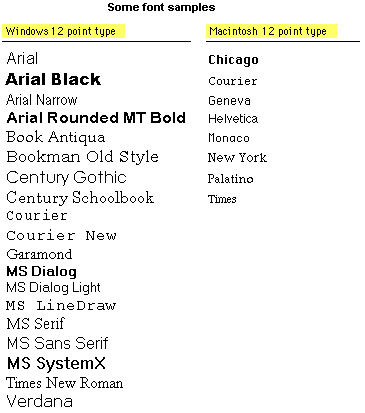 Some font samples
Windows 12 point type
Arial
Arial Black
Arial Narrow
Arial Rounded MT Bold
Book Antiqua
Bookman Old Style
Century Gothic
Century Schoolbook
Courier
Courier New
Garamond
MS Dialog
MS Dialog Light
MS LineDraw
MS Serif
MS Sans Serif
MS SystemX
Times New Roman
Verdana
Macintosh 12 point type
Chicago
Courier
Geneva
Helvetica
Monaco
New York
Palatino
Times